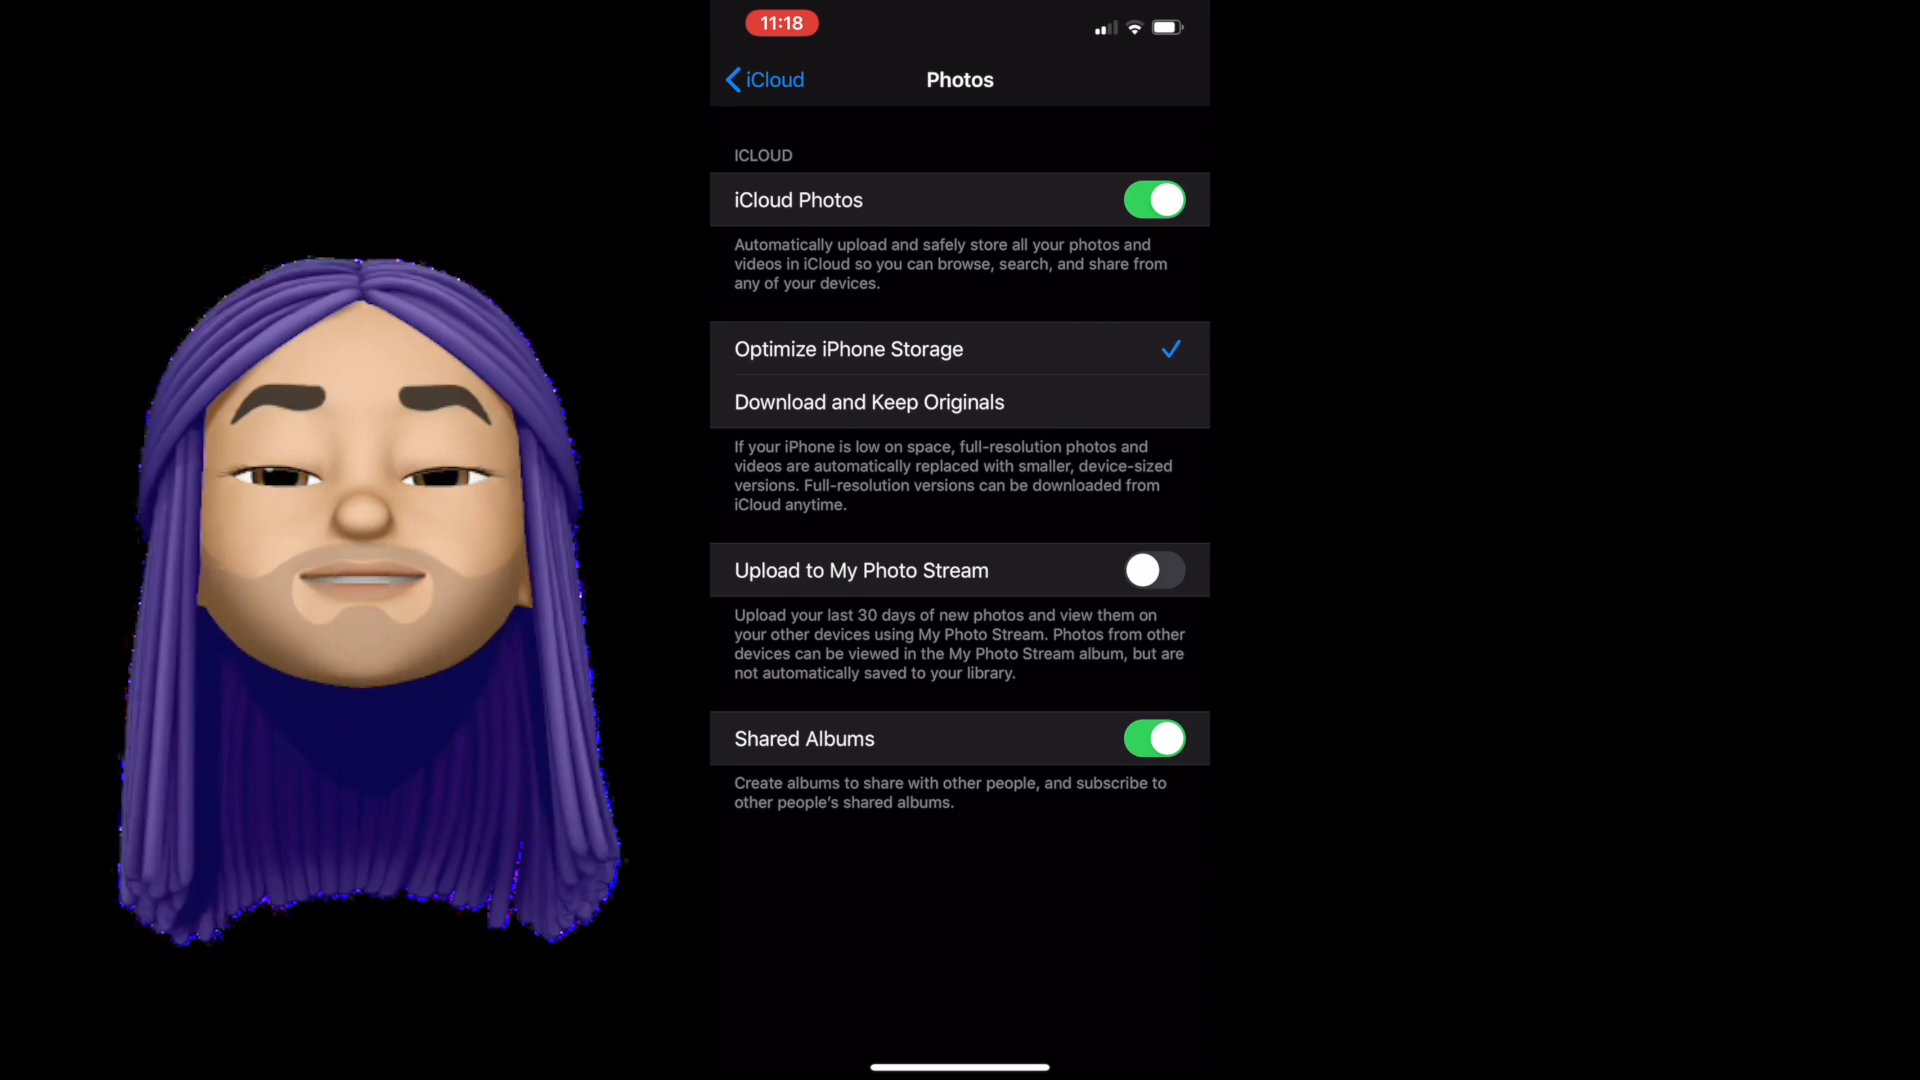 11:18
iCloud
Photos
ICLOUD
iCloud Photos
Automatically upload and safely store all your photos and
videos in iCloud so you can browse, search, and share from
any of your devices.
Optimize iPhone Storage
Download and Keep Originals
If your iPhone is low on space, full-resolution photos and
videos are automatically replaced with smaller, device-sized
versions. Full-resolution versions can be downloaded from
iCloud anytime.
Upload to My Photo Stream
Upload your last 30 days of new photos and view them on
your other devices using My Photo Stream. Photos from other
devices can be viewed in the My Photo Stream album, but are
not automatically saved to your library.
Shared Albums
Create albums to share with other people, and subscribe to
other people’s shared albums.